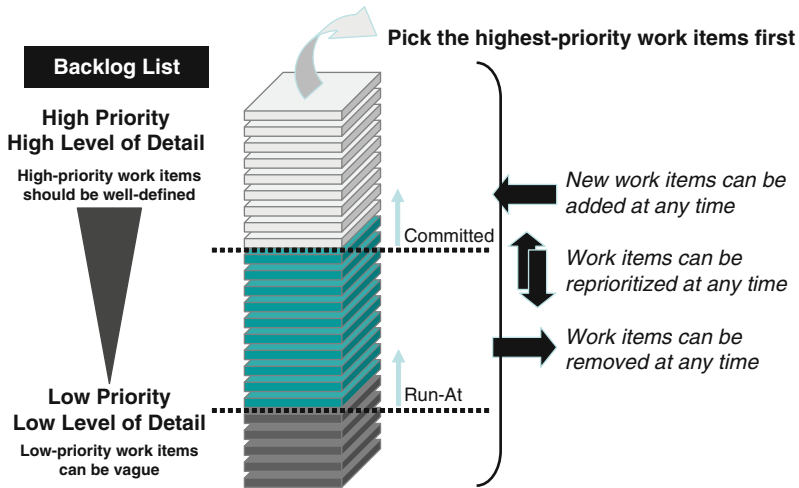 Pick the highest-priority work items first
Backlog List
High Priority
High Level of Detail
High-priority work items
should be well-defined
New work items can be
added at any time
Committed
Work items can be
reprioritized at any time
Work items can be
removed at any time
Low Priority
Low Level of Detail
Run-At
Low-priority work items
can be vague